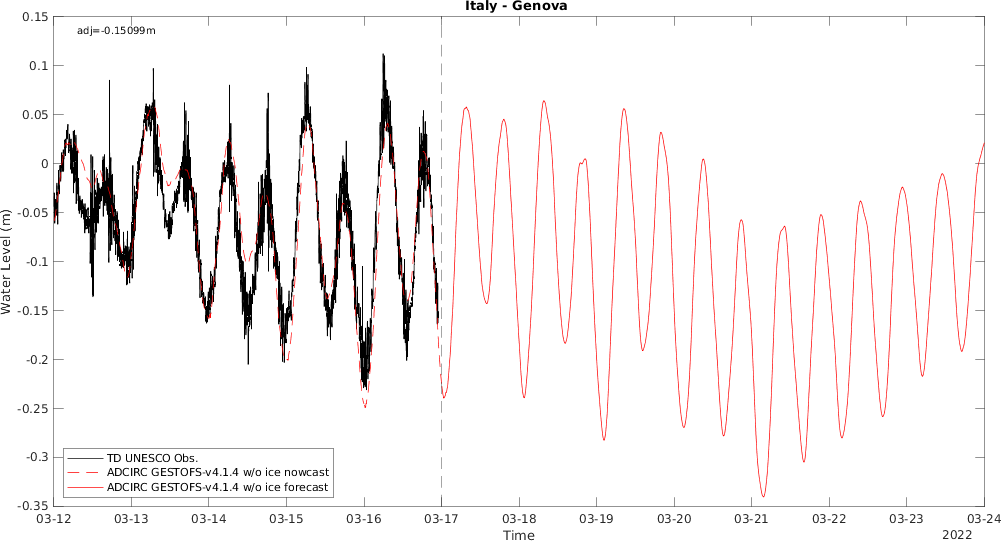 Italy - Genova
adj=-0.15099m
0.15
0.1
0.05
0
-0.05
-0.1
-0.15
-0.2
-0.25
-0.3
-0.35
Water Level (m)
TD UNESCO Obs.
ADCIRC GESTOFS-v4.1.4 w/o ice nowcast
ADCIRC GESTOFS-v4.1.4 w/o ice forecast
03-12 03-13 03-14 03-15 03-16 03-17 03-18 03-19 03-20 03-21 03-22 03-23 03-24
Time
2022